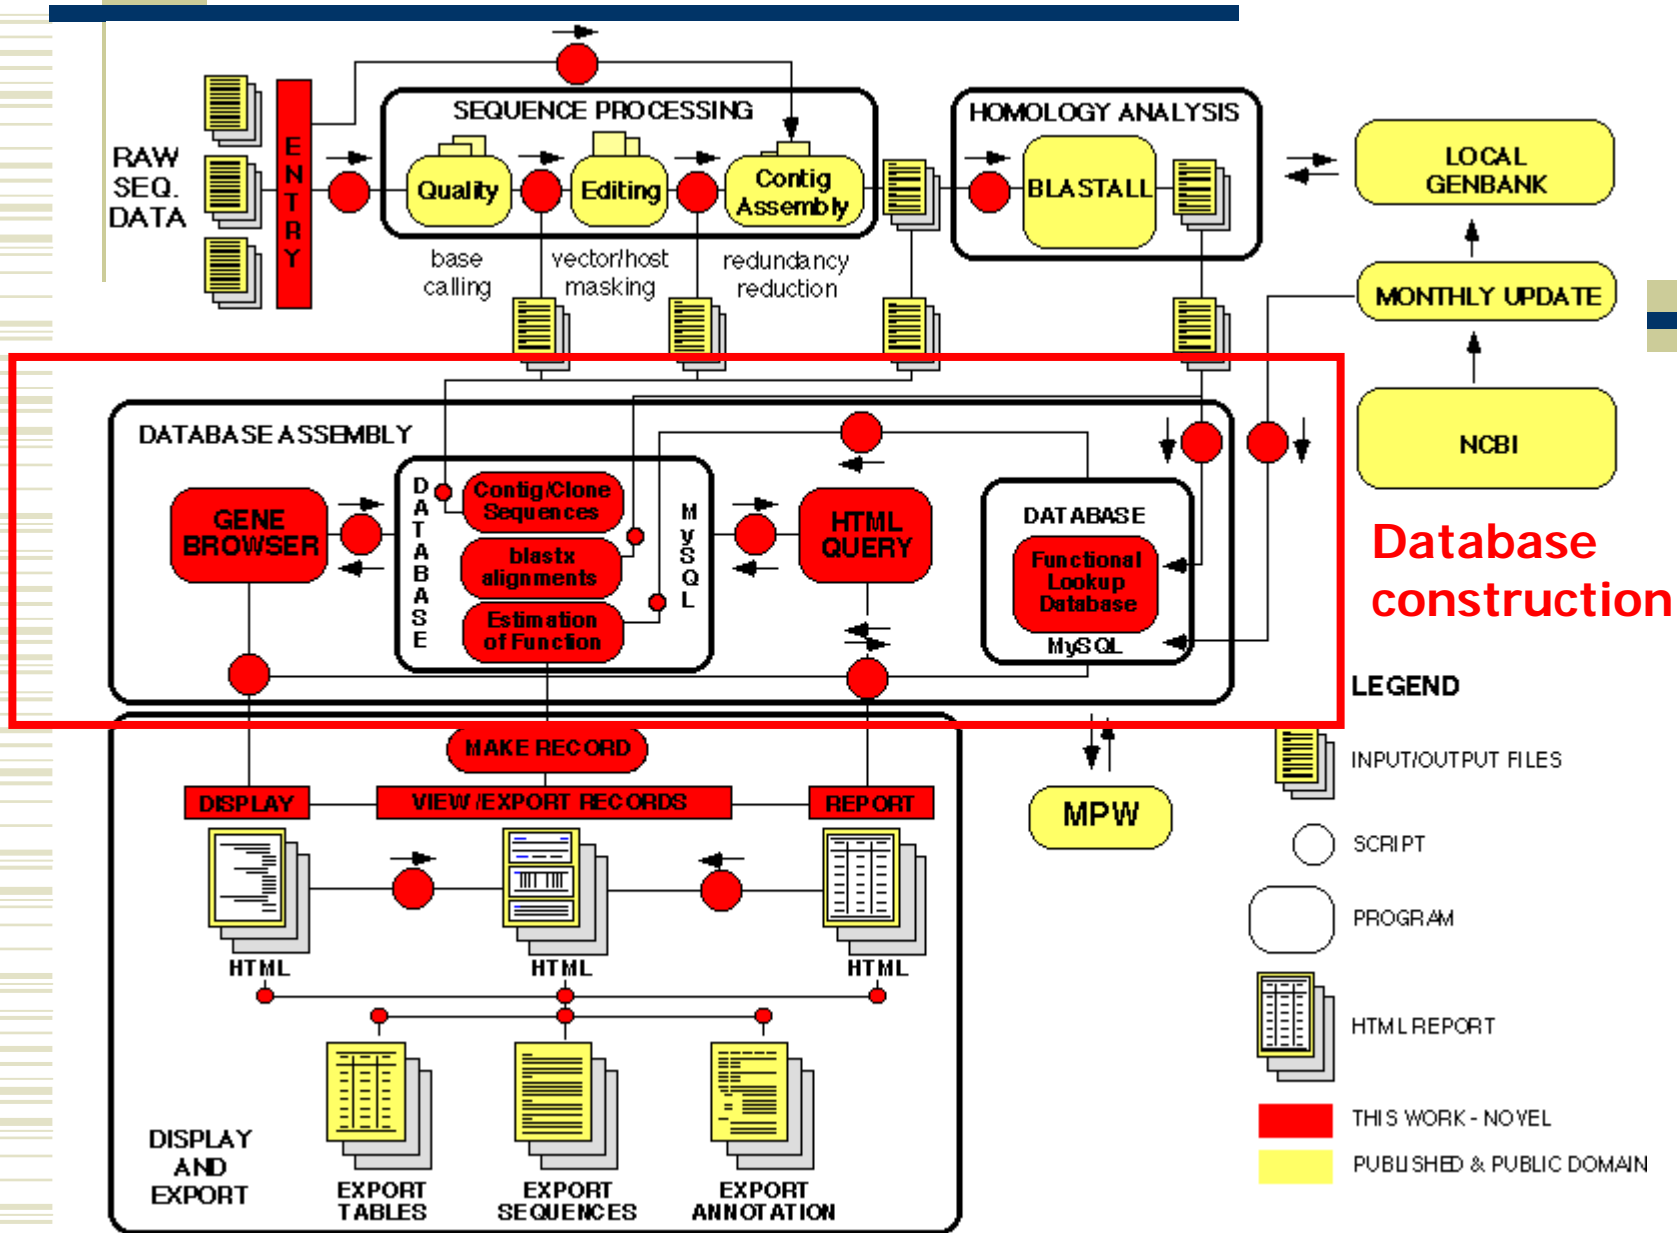 SEQUENCE PROCESSING
HOMOLOGY ANALYSIS
RAW
SEQ.
DATA
ENTRY
Quality
Editing
Contig
Assembly
BLASTALL
LOCAL
GENBANK
base
calling
vector/host
masking
redundancy
reduction
MONTHLY UPDATE
NCBI
DATABASE ASSEMBLY
GENE
BROWSER
DATABASE
Contig/Clone
Sequences
blastx
alignments
Estimation
of Function
MySQL
HTML
QUERY
DATABASE
Functional
Lookup
Database
MySQL
Database
construction
LEGEND
INPUT/OUTPUT FILES
SCRIPT
PROGRAM
HTML REPORT
THIS WORK - NOVEL
PUBLISHED & PUBLIC DOMAIN
MAKE RECORD
DISPLAY
VIEW/EXPORT RECORDS
REPORT
MPW
HTML
HTML
HTML
DISPLAY
AND
EXPORT
EXPORT
TABLES
EXPORT
SEQUENCES
EXPORT
ANNOTATION